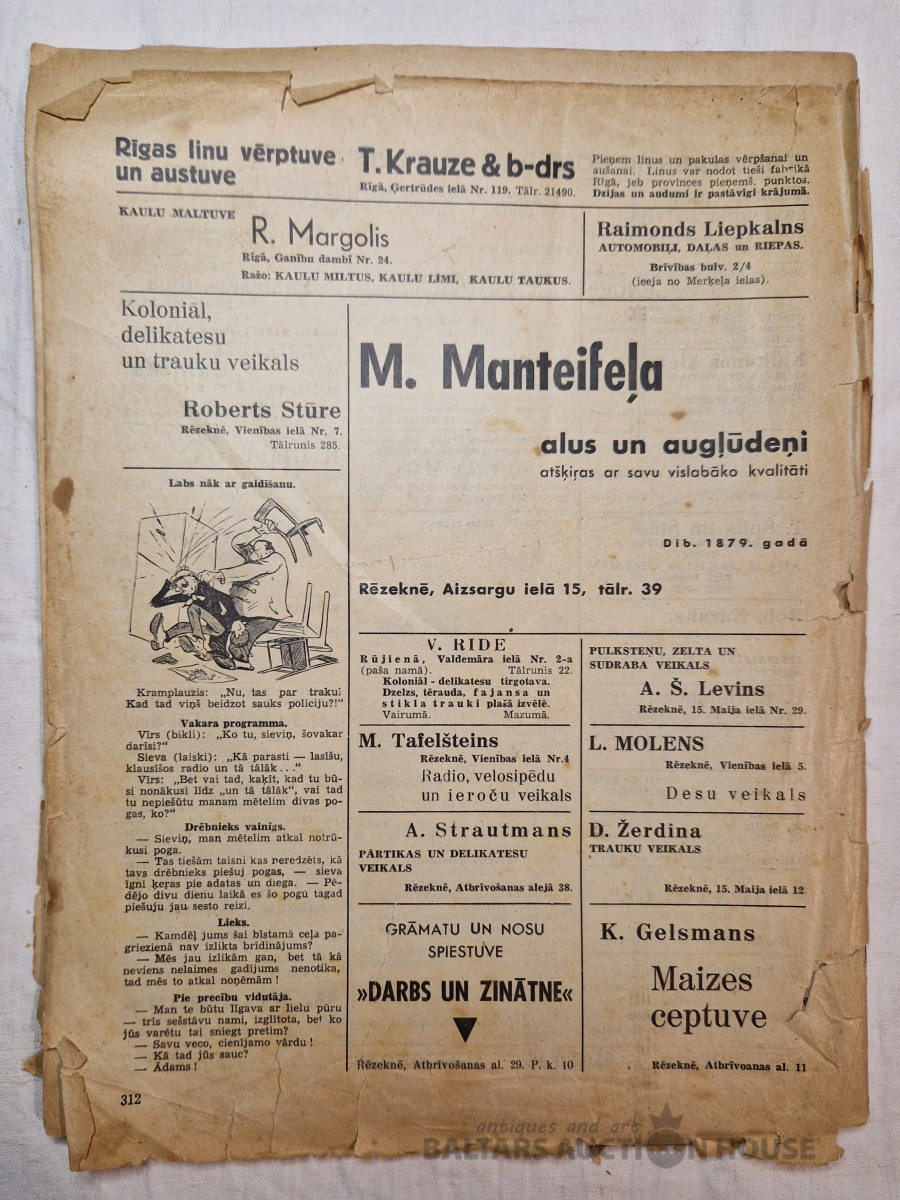 Rīgas linu vērptuve
un austuve
T. Krauze & b-drs
Rīgā, Ģertrūdes ielā Nr. 119. Tālr. 21490.
Pieņem linus un pakulas vērpšanai un
aušanai. Linus var nodot tieši fabrikā
Rīgā, jeb provinces pieņemš. punktos.
Dzijas un audumi ir pastāvīgi krājumā.
KAULU MALTUVE
R. Margolis
Rīgā, Ganību dambī Nr. 24.
Ražo: KAULU MILTUS, KAULU LĪMI, KAULU TAUKUS.
Raimonds Liepkalns
AUTOMOBIĻI, DAĻAS un RIEPAS.
Brīvības bulv. 2/4
(ieeja no Merķeļa ielas).
Koloniāl,
delikatesu
un trauku veikals
Roberts Stūre
Rēzeknē, Vienības ielā Nr. 7.
Tālrunis 285.
Labs nāk ar gaidīšanu.
Kramplauzis: „Nu, tas par traku!
Kad tad viņš beidzot sauks policiju?!“
Vakara programma.
Vīrs (bikli): „Ko tu, sieviņ, šovakar
darīsi?“
Sieva (laiski): „Kā parasti — lasīšu,
klausīšos radio un tā tālāk . . .“
Vīrs: „Bet vai tad, kaķīt, kad tu bū-
si nonākusi līdz „un tā tālāk“, vai tad
tu nepiešūtu manam mētelim divas po-
gas, ko?“
Drēbnieks vainīgs.
— Sieviņ, man mētelim atkal notrū-
kusi poga.
— Tas tiešām taisni kas neredzēts, kā
tavs drēbnieks piešuj pogas, — sieva
īgni ķeras pie adatas un diega. — Pē-
dējo divu dienu laikā es šo pogu tagad
piešuju jau sesto reizi.
Lieks.
— Kamdēļ jums šai bīstamā ceļa pa-
griezienā nav izlikts brīdinājums?
— Mēs jau izlikām gan, bet tā kā
neviens nelaimes gadījums nenotika,
tad mēs to atkal noņēmām !
Pie precību vidutāja.
— Man te būtu līgava ar lielu pūru
— trīs sešstāvu nami, izglītota, bet ko
jūs varētu tai sniegt pretim?
— Savu veco, cienījamo vārdu !
— Kā tad jūs sauc?
— Ādams !
312
M. Manteifeļa
alus un augļūdeņi
atšķiras ar savu vislabāko kvalitāti
Dib. 1879. gadā
Rēzeknē, Aizsargu ielā 15, tālr. 39
V. RIDE
Rūjienā, Valdemāra ielā Nr. 2-a
(paša namā). Tālrunis 22.
Koloniāl - delikatesu tirgotava.
Dzelzs, tērauda, fajansa un
stikla trauki plašā izvēlē.
Vairumā. Mazumā.
PULKSTEŅU, ZELTA UN
SUDRABA VEIKALS
A. Š. Levins
Rēzeknē, 15. Maija ielā Nr. 29.
M. Tafelšteins
Rēzeknē, Vienības ielā Nr.4
Radio, velosipēdu
un ieroču veikals
L. MOLENS
Rēzeknē, Vienības ielā 5.
Desu veikals
A. Strautmans
PĀRTIKAS UN DELIKATESU
VEIKALS
Rēzeknē, Atbrīvošanas alejā 38.
D. Žerdina
TRAUKU VEIKALS
Rēzeknē, 15. Maija ielā 12
GRĀMATU UN NOSU
SPIESTUVE
»DARBS UN ZINĀTNE«
Rēzeknē, Atbrīvošanas al. 29. P. k. 10
K. Gelsmans
Maizes
ceptuve
Rēzeknē, Atbrīvoanas al. 11
antiques and art
BALTARS AUCTION HOUSE